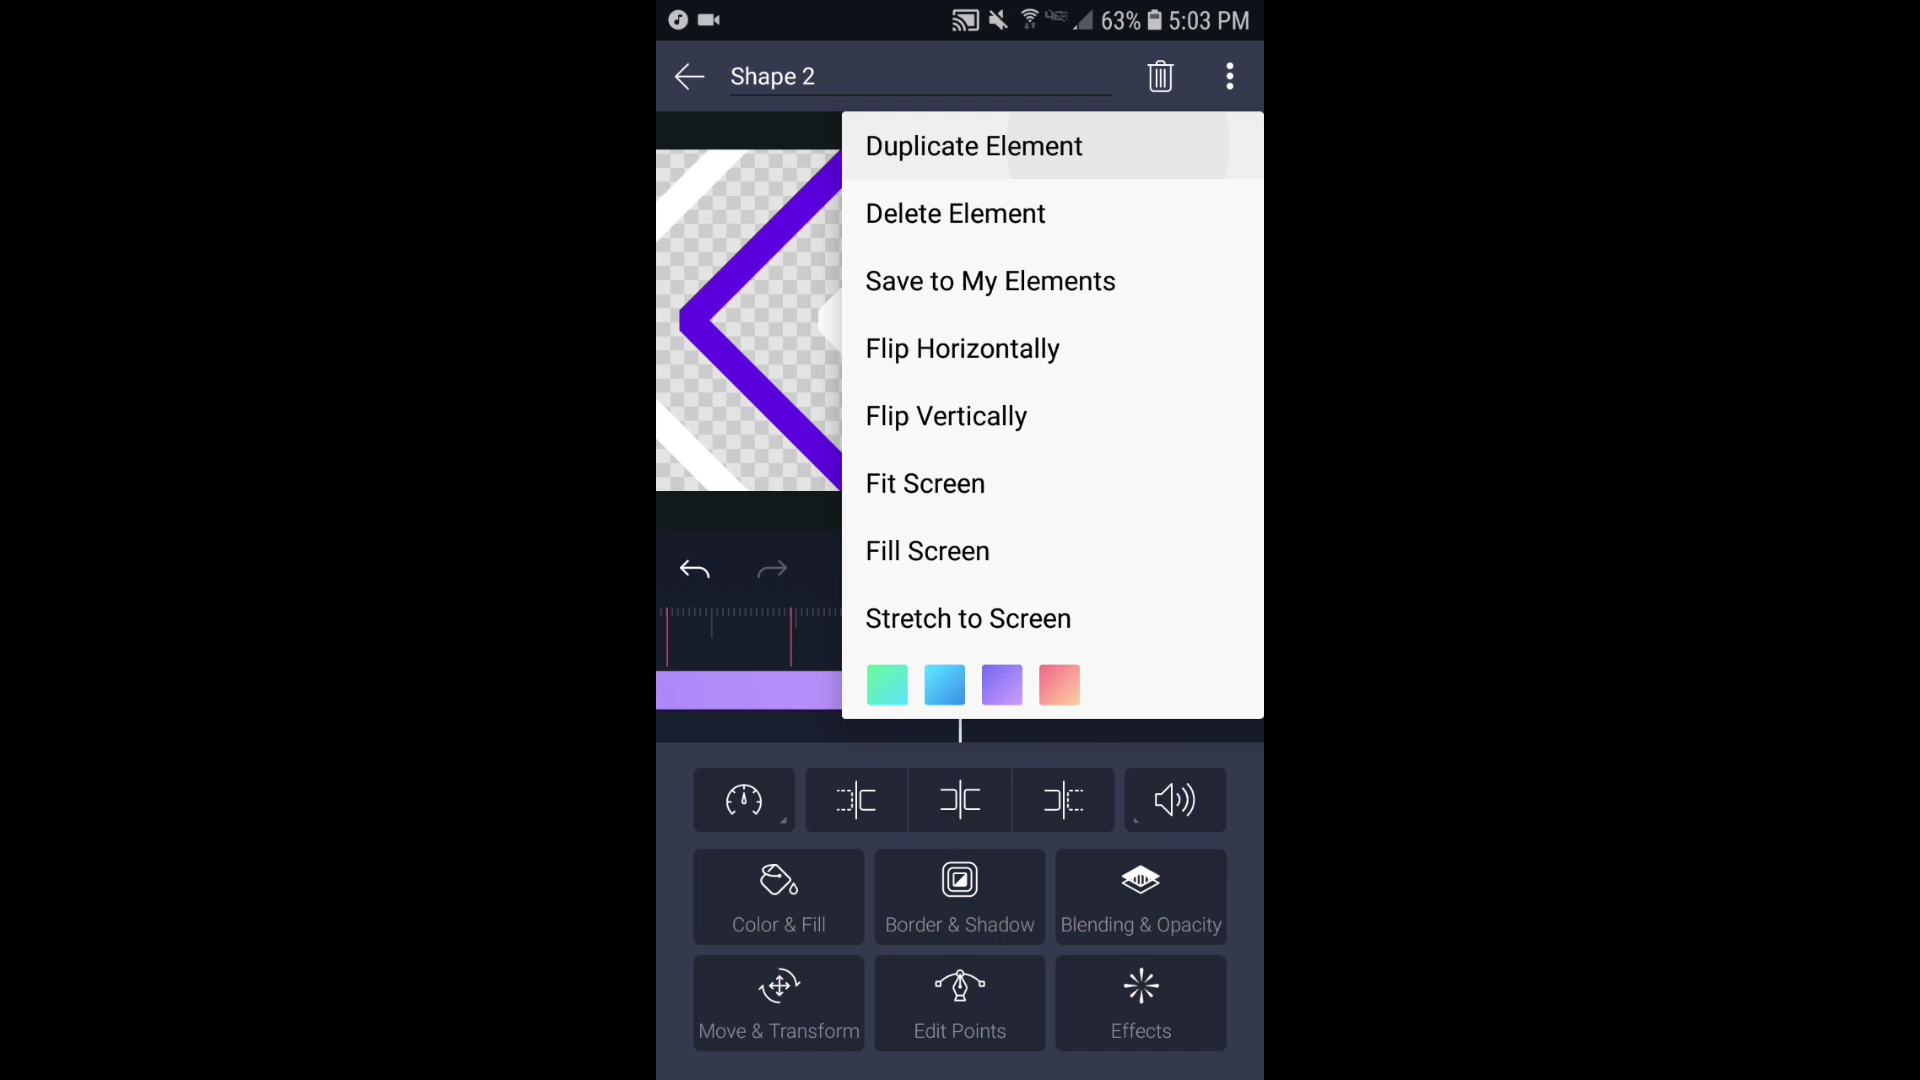 63% 5:03 PM
Shape 2
Duplicate Element
Delete Element
Save to My Elements
Flip Horizontally
Flip Vertically
Fit Screen
Fill Screen
Stretch to Screen
Color & Fill
Border & Shadow
Blending & Opacity
Move & Transform
Edit Points
Effects